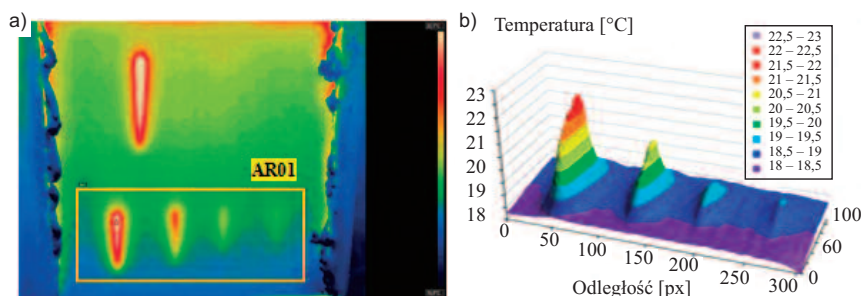 a)
AR01
b) Temperatura [°C]
22,5 – 23
22 – 22,5
21,5 – 22
21 – 21,5
20,5 – 21
20 – 20,5
19,5 – 20
19 – 19,5
18,5 – 19
18 – 18,5
23
22
21
20
19
18
0
50
100
150
200
250
300
0
60
100
Odległość [px]